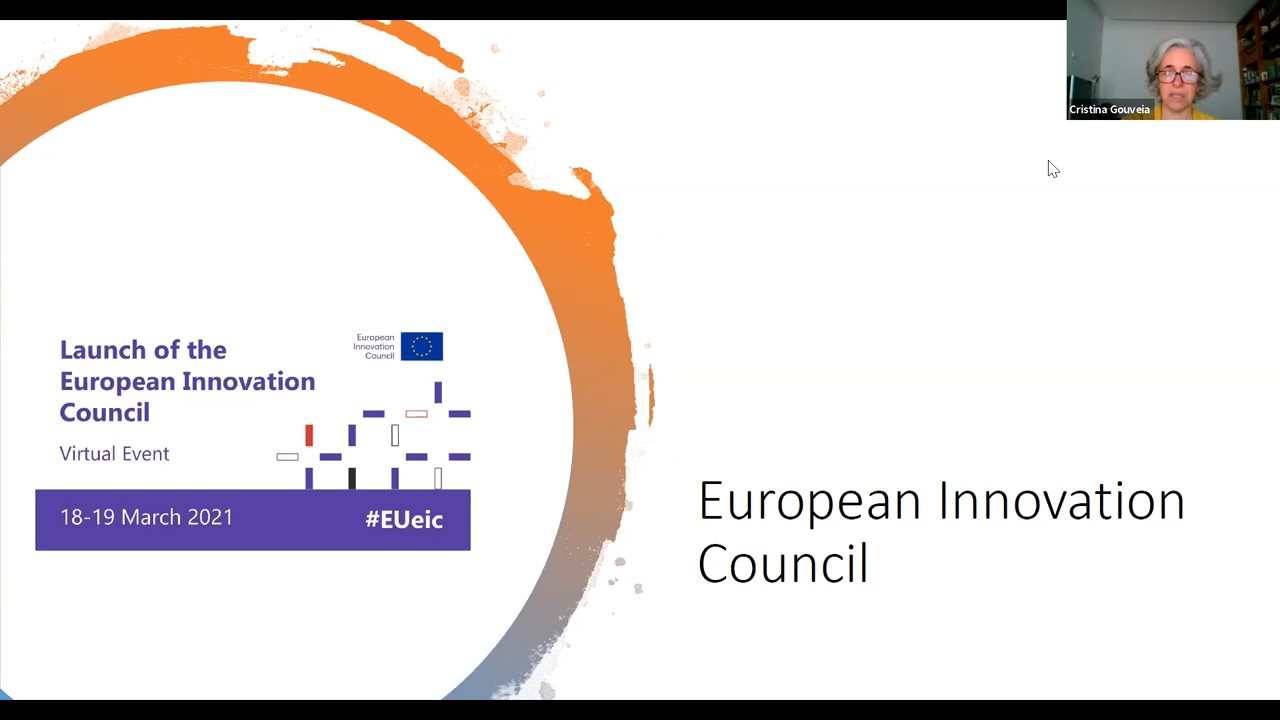 Cristina Gouveia
European
Innovation
Council
Launch of the
European Innovation
Council
Virtual Event
18-19 March 2021
#EUeic
European Innovation
Council